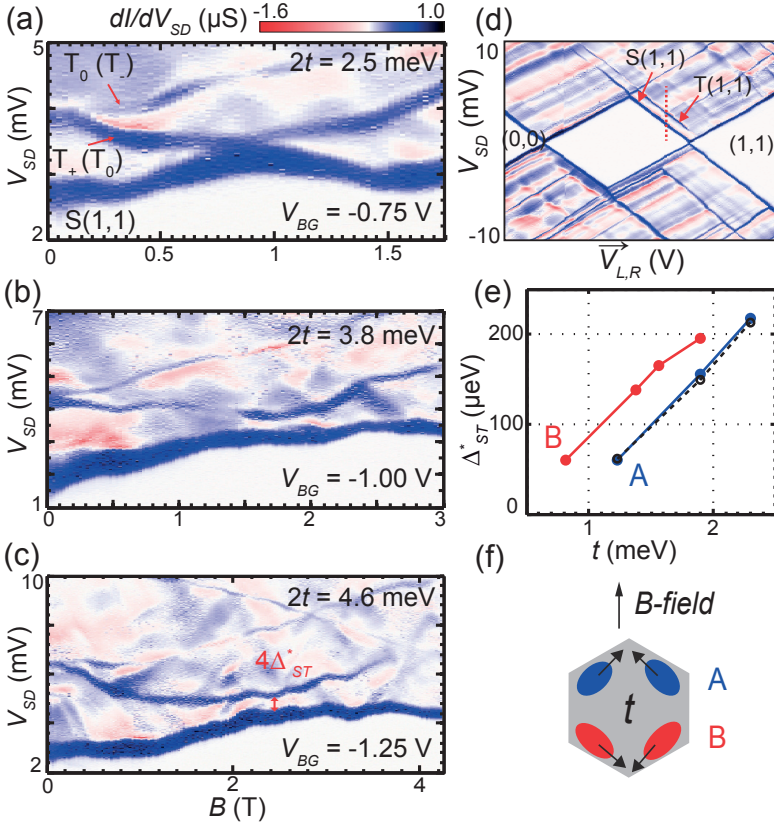 dI/dV_SD (µS) -1.6 1.0
(a)
5
2t = 2.5 meV
T_0 (T_-)
V_SD (mV)
T_+ (T_0)
S(1,1)
V_BG = -0.75 V
2
0 0.5 1 1.5
(b)
7
2t = 3.8 meV
V_SD (mV)
V_BG = -1.00 V
1
0 1 2 3
(c)
10
2t = 4.6 meV
4Δ*_ST
V_SD (mV)
V_BG = -1.25 V
2
0 2 4
B (T)
(d)
10
S(1,1)
T(1,1)
V_SD (mV)
(0,0)
(1,1)
-10
V_L,R (V)
(e)
200
Δ*_ST (µeV)
100
B
A
0
1 2
t (meV)
(f)
B-field
A
t
B